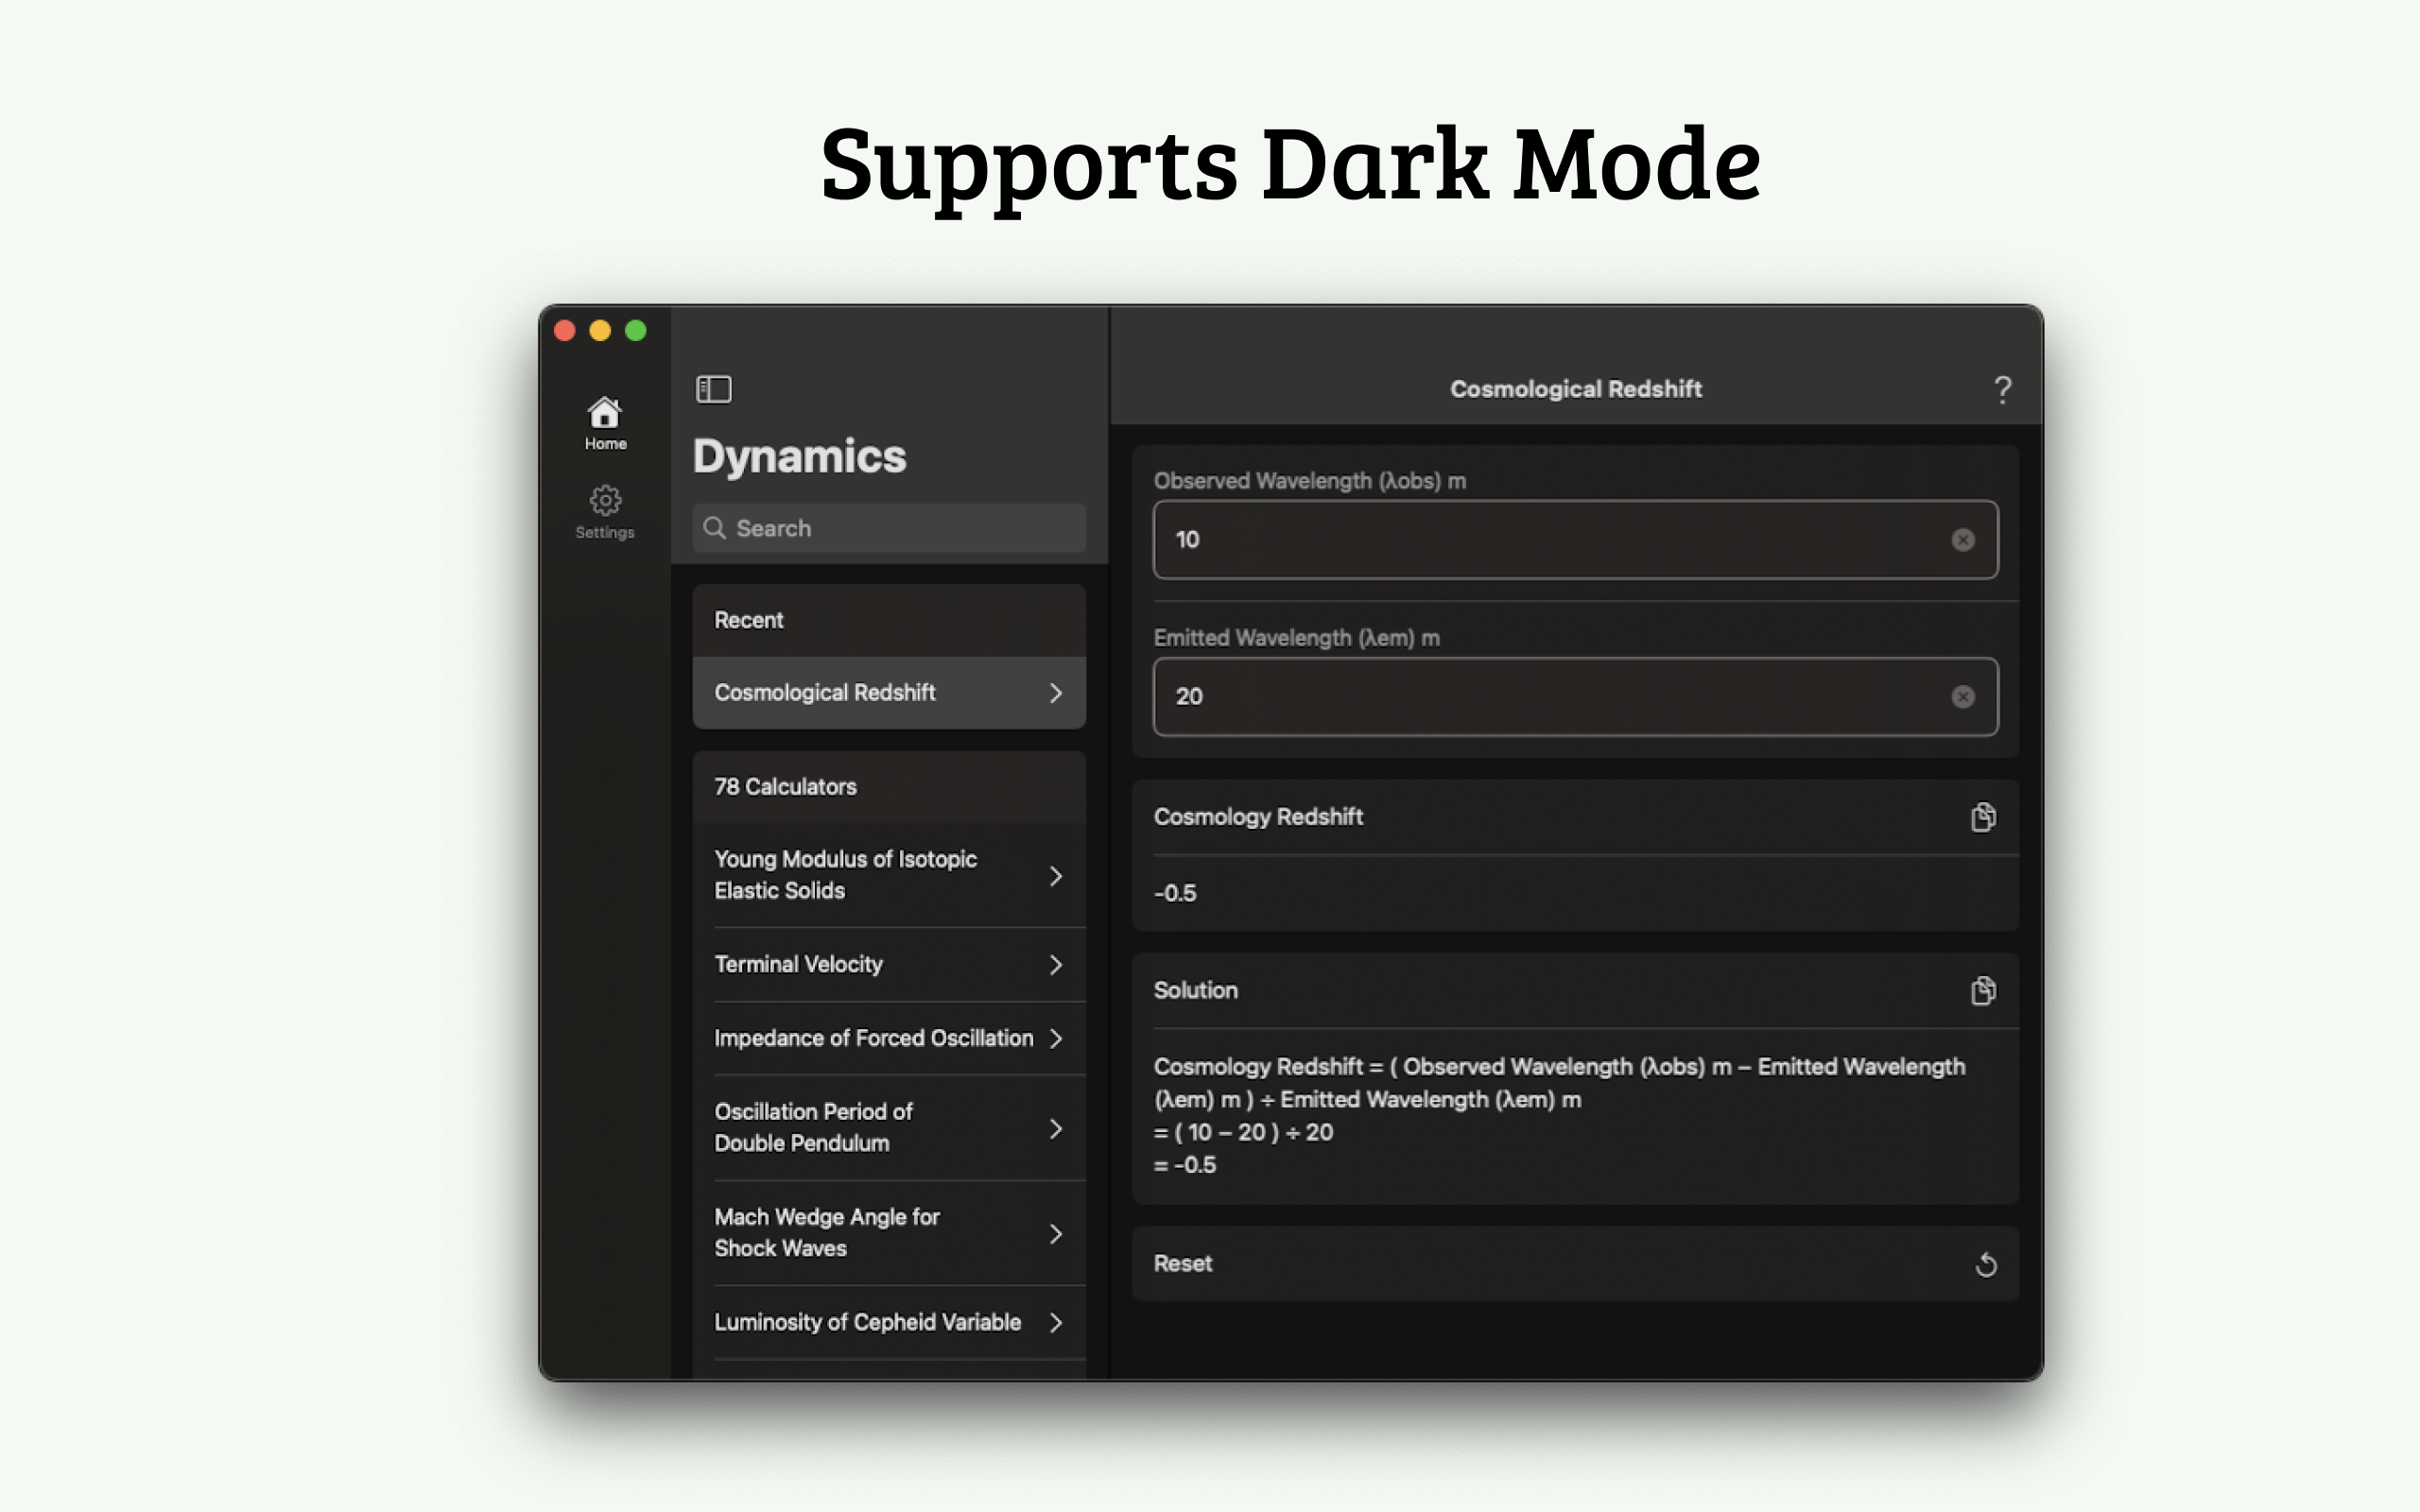 Supports Dark Mode
Home
Settings
Dynamics
Search
Recent
Cosmological Redshift
78 Calculators
Young Modulus of Isotopic
Elastic Solids
Terminal Velocity
Impedance of Forced Oscillation
Oscillation Period of
Double Pendulum
Mach Wedge Angle for
Shock Waves
Luminosity of Cepheid Variable
Cosmological Redshift
?
Observed Wavelength (λobs) m
10
Emitted Wavelength (λem) m
20
Cosmology Redshift
-0.5
Solution
Cosmology Redshift = ( Observed Wavelength (λobs) m – Emitted Wavelength
(λem) m ) ÷ Emitted Wavelength (λem) m
= ( 10 – 20 ) ÷ 20
= -0.5
Reset